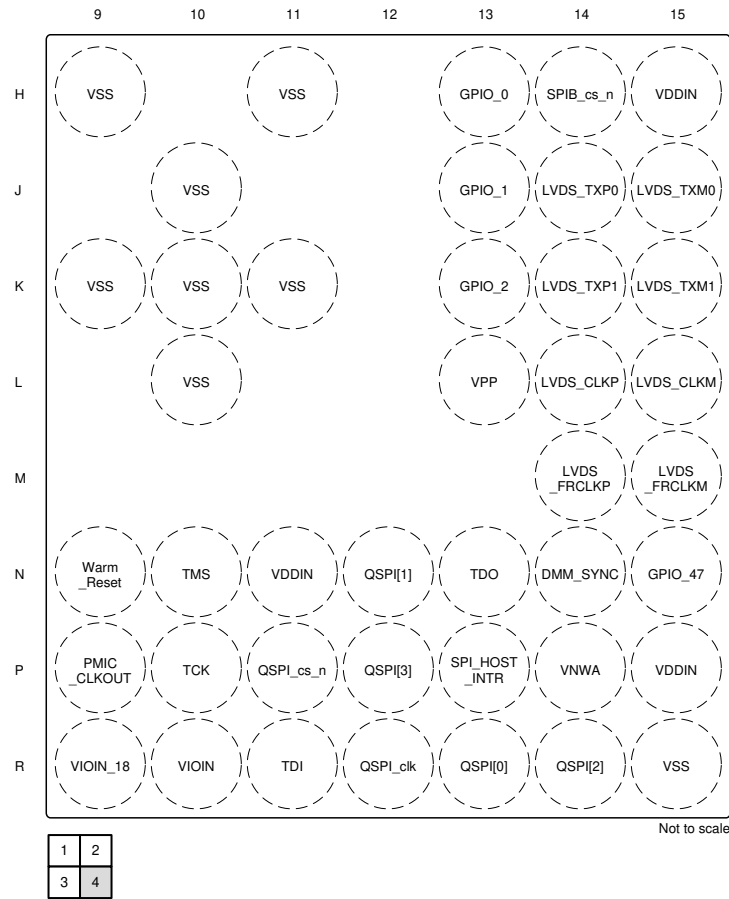 9 10 11 12 13 14 15
H VSS VSS GPIO_0 SPIB_cs_n VDDIN
J VSS GPIO_1 LVDS_TXP0 LVDS_TXM0
K VSS VSS VSS GPIO_2 LVDS_TXP1 LVDS_TXM1
L VSS VPP LVDS_CLKP LVDS_CLKM
LVDS LVDS
M
_FRCLKP _FRCLKM
Warm
N TMS VDDIN QSPI[1] TDO DMM_SYNC GPIO_47
_Reset
PMIC SPI_HOST
P TCK QSPI_cs_n QSPI[3] VNWA VDDIN
_CLKOUT _INTR
R VIOIN_18 VIOIN TDI QSPI_clk QSPI[0] QSPI[2] VSS
Not to scale
1 2
3 4